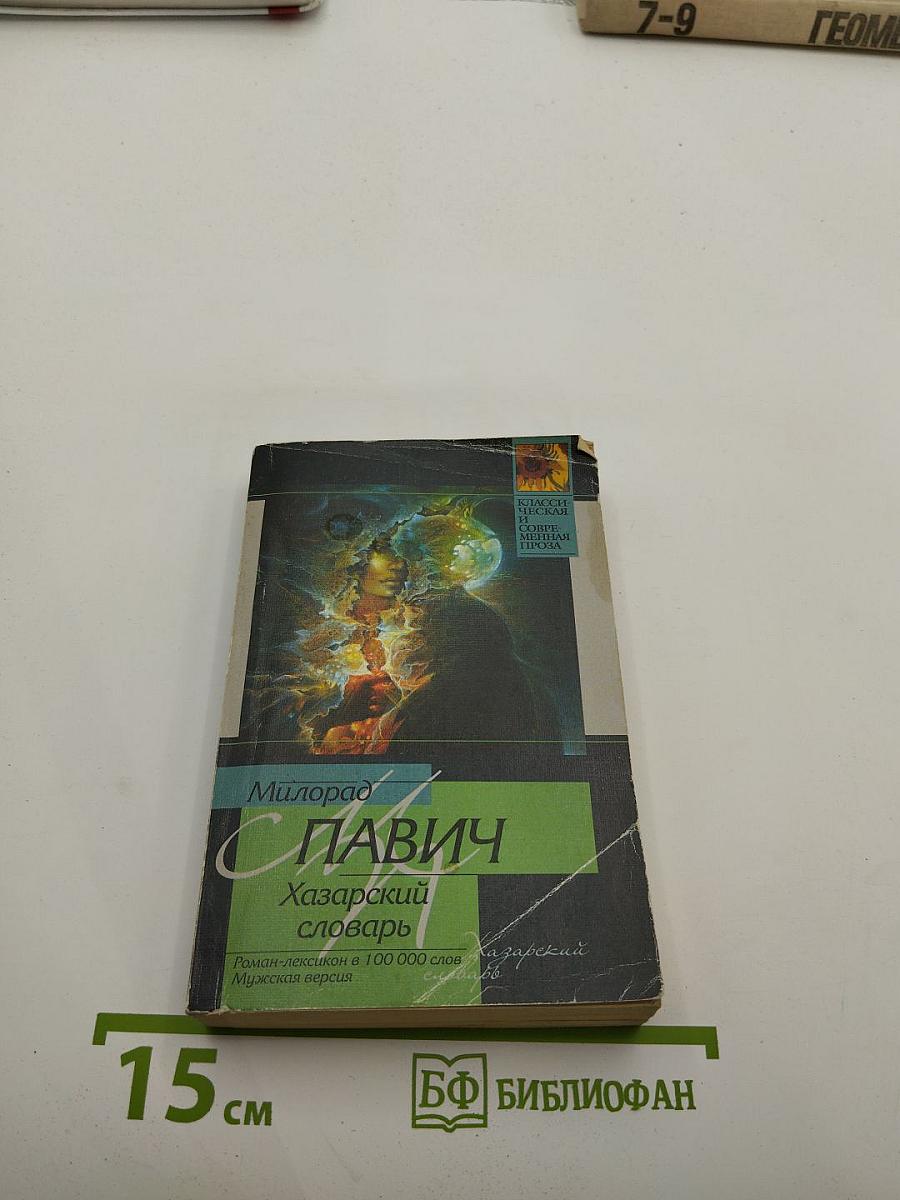 7-9
ГЕОМЕ
КЛАССИ-
ЧЕСКАЯ
И
СОВРЕ-
МЕННАЯ
ПРОЗА
Милорад
ПАВИЧ
Хазарский
словарь
Роман-лексикон в 100 000 слов
Мужская версия
Хазарский
словарь
15 см
БФ БИБЛИОФАН